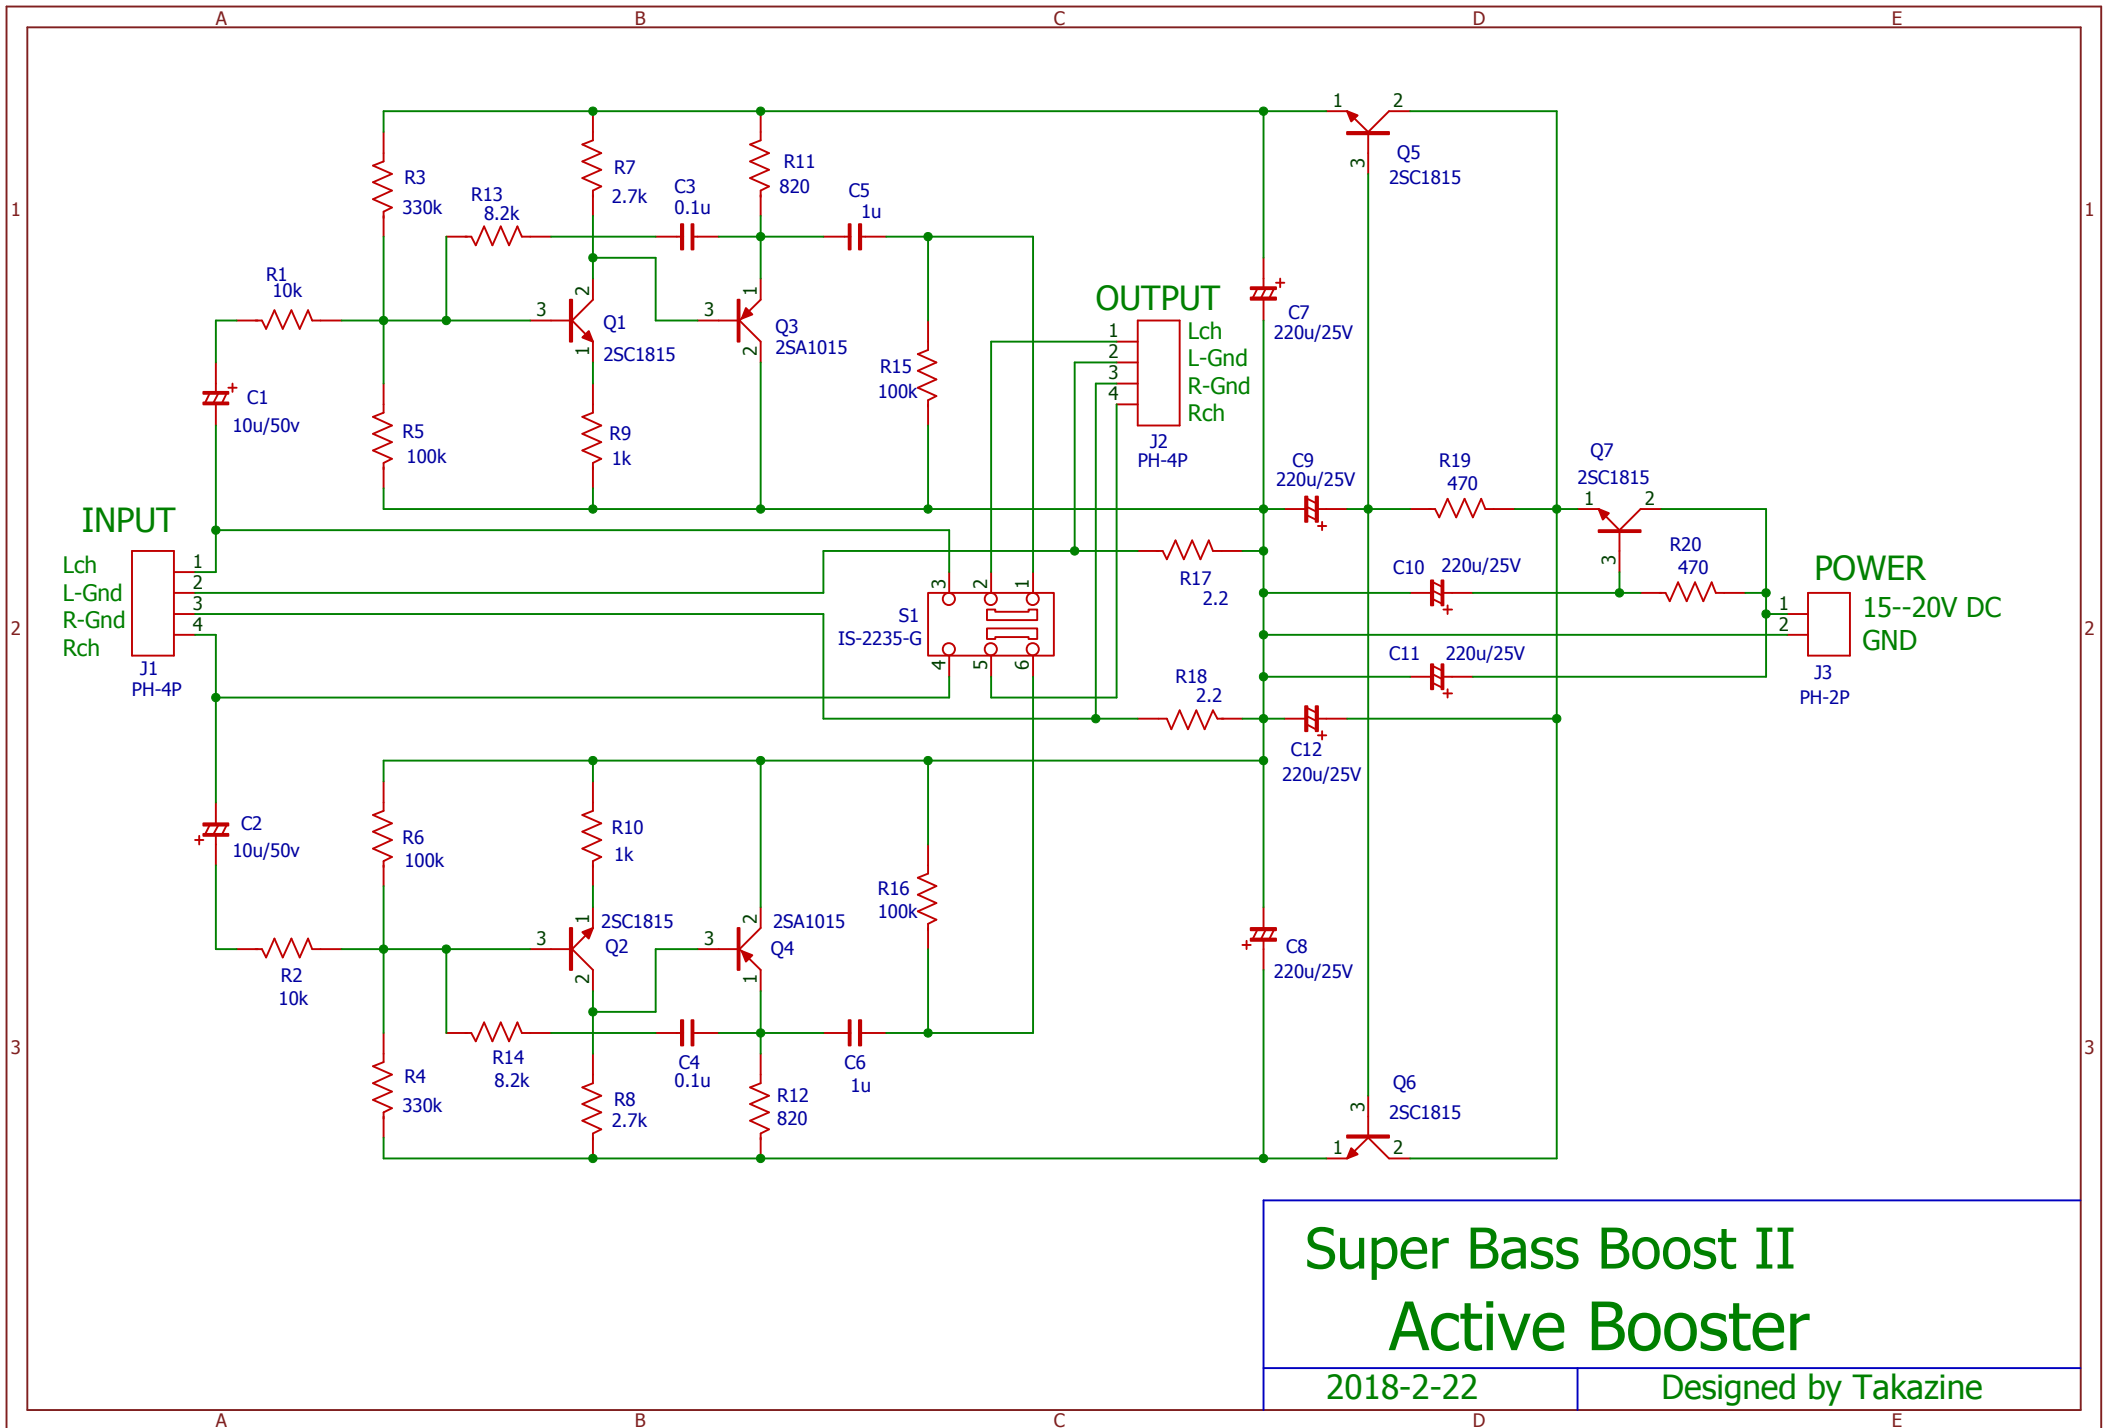 A B C D E
1 1
2 2
3 3
A B C D E
R3
330k
R13
8.2k
R7
2.7k
C3
0.1u
R11
820
C5
1u
1 2
3
Q5
2SC1815
R1
10k
3
2
1
Q1
2SC1815
3
1
2
Q3
2SA1015
OUTPUT
1 Lch
2 L-Gnd
3 R-Gnd
4 Rch
J2
PH-4P
+
C7
220u/25V
+
C1
10u/50v
R5
100k
R9
1k
R15
100k
C9
220u/25V
+
R19
470
Q7
2SC1815
1 2
3
R20
470
INPUT
Lch 1
L-Gnd 2
R-Gnd 3
Rch 4
J1
PH-4P
3 2 1
S1
IS-2235-G
4 5 6
R17
2.2
C10 220u/25V
+
POWER
1 15--20V DC
2 GND
J3
PH-2P
C11 220u/25V
+
R18
2.2
+
C12
220u/25V
+
C2
10u/50v
R6
100k
R10
1k
R16
100k
3
1
2
2SC1815
Q2
3
2
1
2SA1015
Q4
+
C8
220u/25V
R2
10k
R14
8.2k
C4
0.1u
C6
1u
R4
330k
R8
2.7k
R12
820
Q6
2SC1815
3
1 2
Super Bass Boost II
Active Booster
2018-2-22 Designed by Takazine